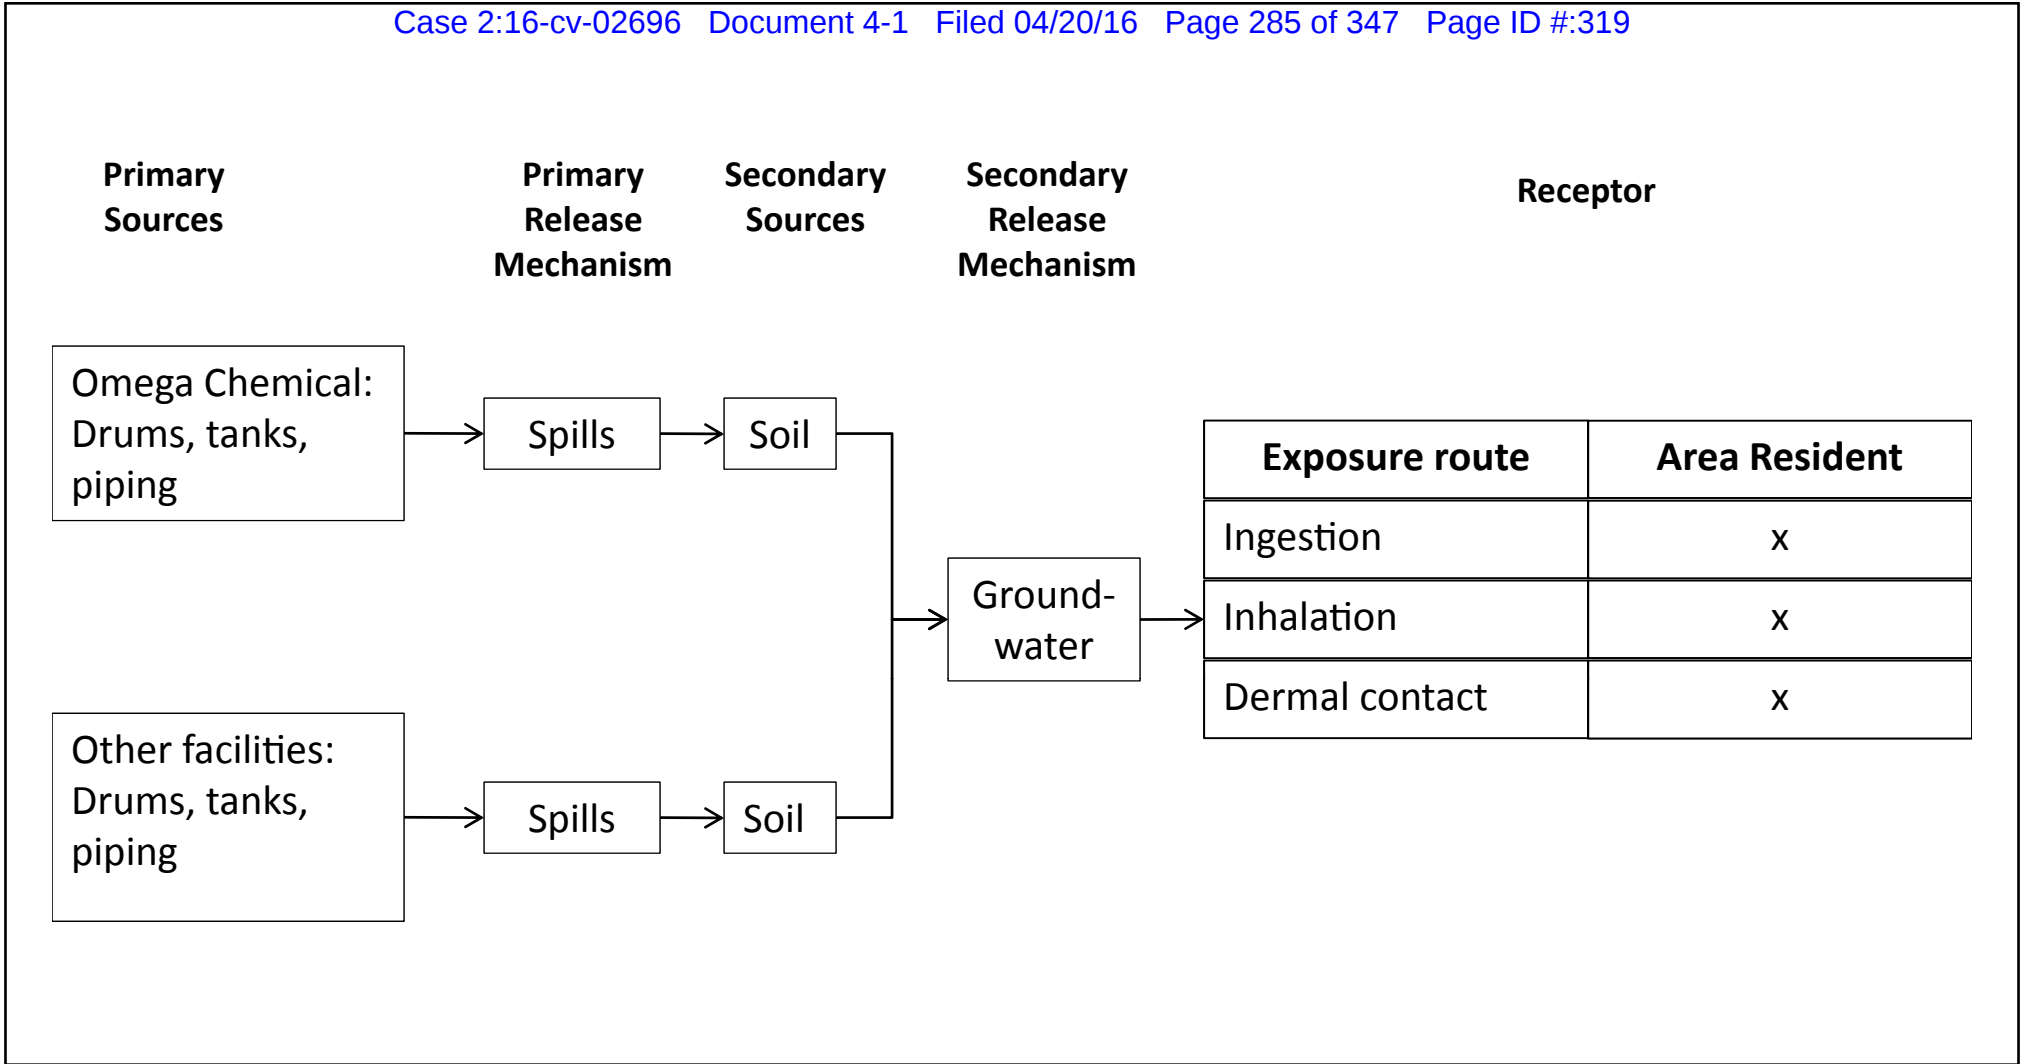 Case 2:16-cv-02696 Document 4-1 Filed 04/20/16 Page 285 of 347 Page ID #:319
Primary
Sources
Primary
Release
Mechanism
Secondary
Sources
Secondary
Release
Mechanism
Receptor
Omega Chemical:
Drums, tanks,
piping
Spills
Soil
Other facilities:
Drums, tanks,
piping
Spills
Soil
Ground-
water
Exposure route Area Resident
Ingestion x
Inhalation x
Dermal contact x